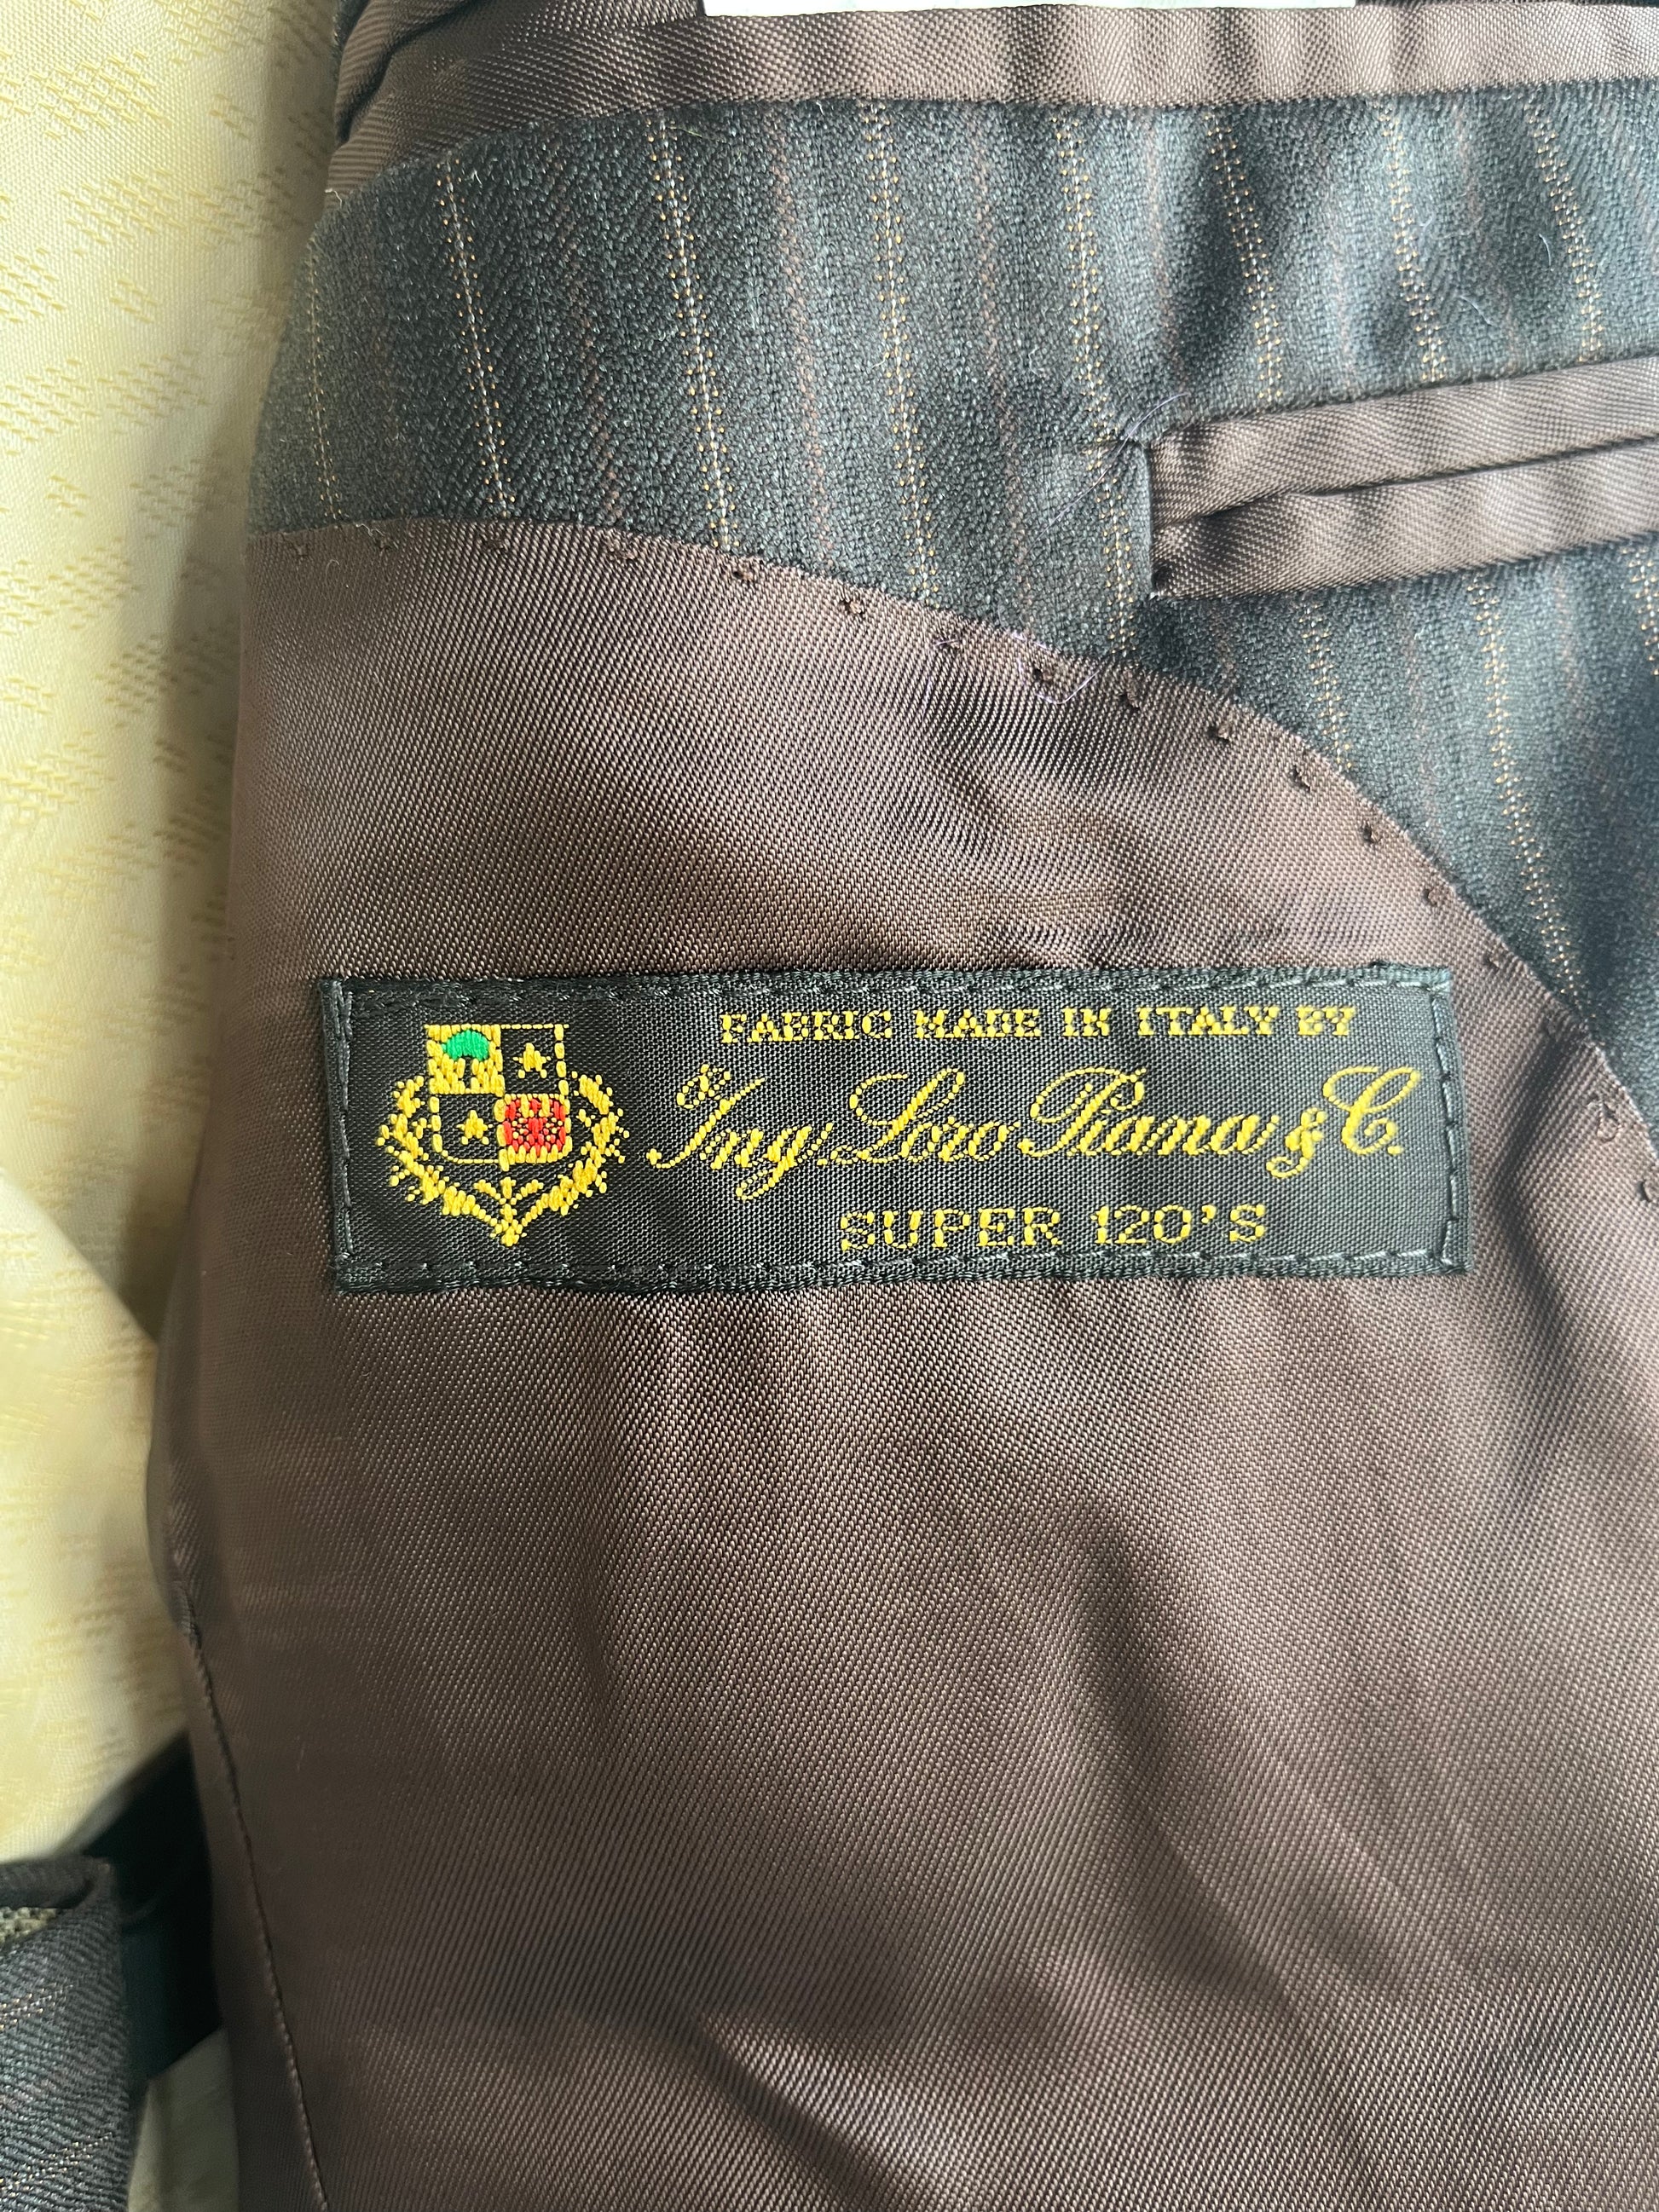 FABRIC MADE IN ITALY BY
Ing. Loro Piana & C.
SUPER 120'S